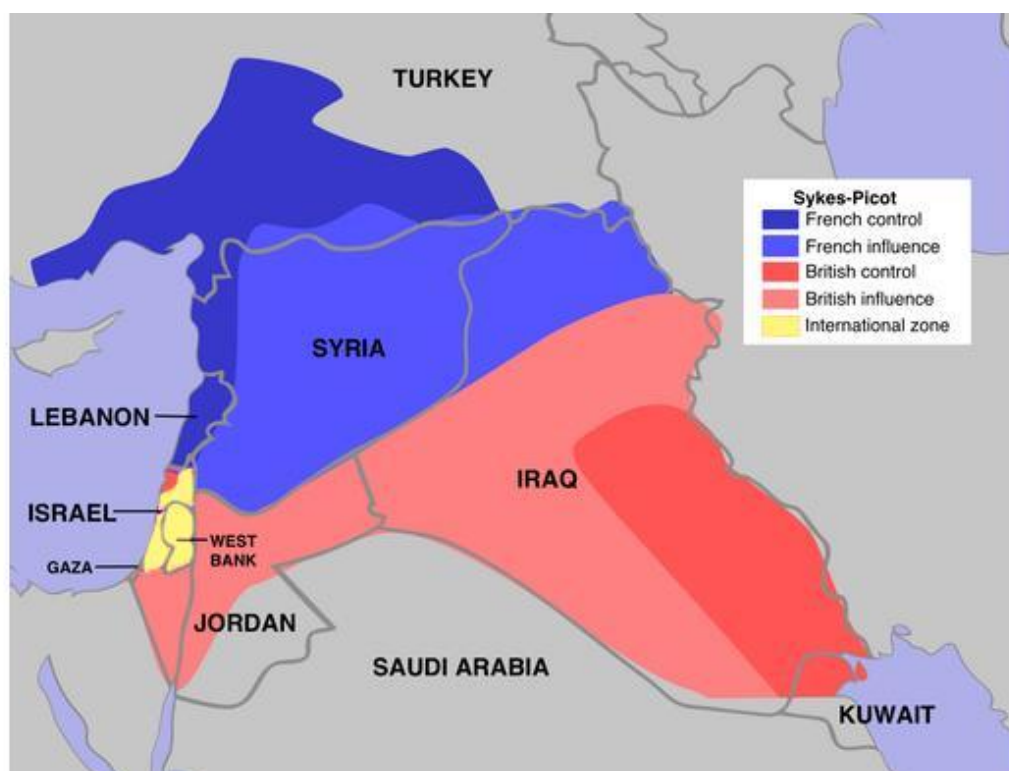 TURKEY
Sykes-Picot
French control
French influence
British control
British influence
International zone
SYRIA
LEBANON
IRAQ
ISRAEL
WEST
BANK
GAZA
JORDAN
SAUDI ARABIA
KUWAIT